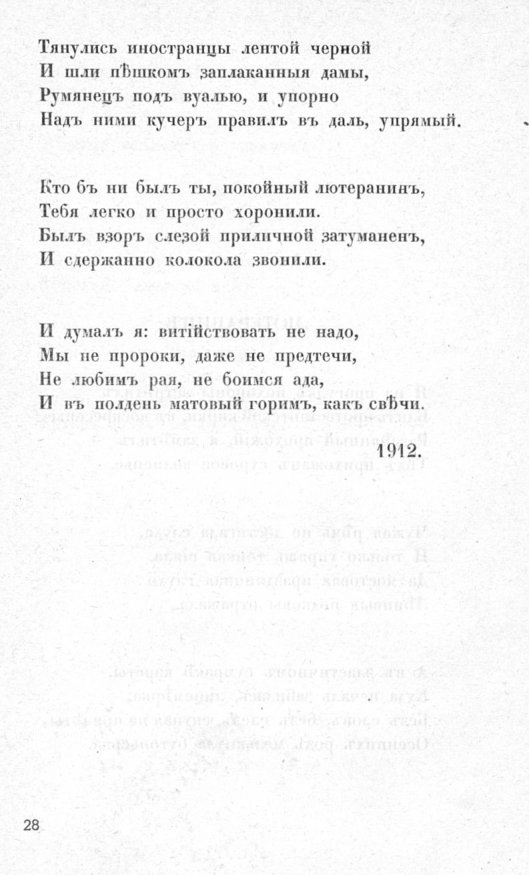 Тянулись иностранцы лентой черной
И шли пѣшкомъ заплаканныя дамы,
Румянецъ подъ вуалью, и упорно
Надъ ними кучеръ правилъ въ даль, упрямый.
Кто бъ ни былъ ты, покойный лютеранинъ,
Тебя легко и просто хоронили.
Былъ взоръ слезой приличной затуманенъ,
И сдержанно колокола звонили.
И думалъ я: витійствовать не надо,
Мы не пророки, даже не предтечи,
Не любимъ рая, не боимся ада,
И въ полдень матовый горимъ, какъ свѣчи.
1912.
28